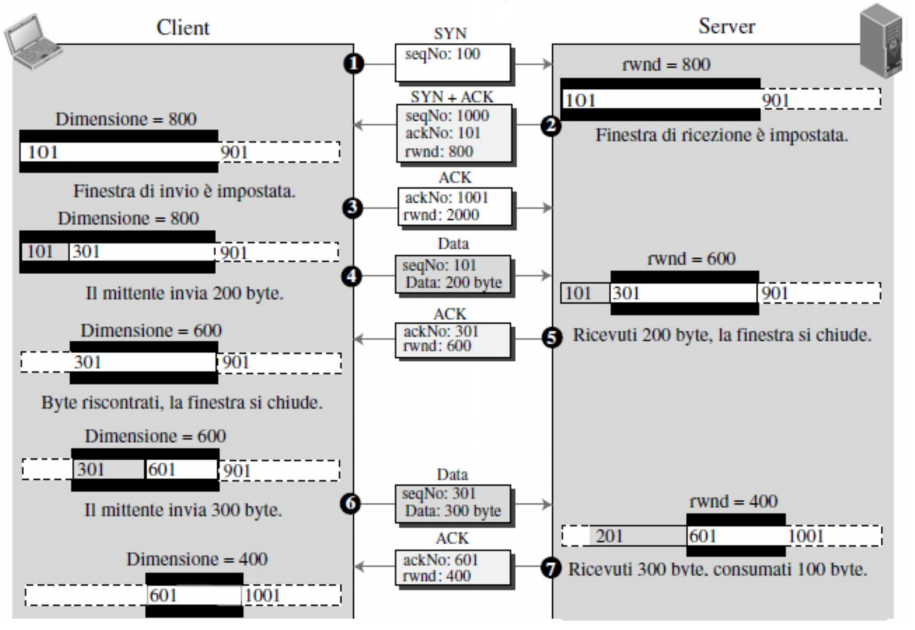 Client
Server
SYN
seqNo: 100
1
rwnd = 800
101
901
SYN + ACK
seqNo: 1000
ackNo: 101
rwnd: 800
2
Finestra di ricezione è impostata.
Dimensione = 800
101
901
Finestra di invio è impostata.
ACK
ackNo: 1001
rwnd: 2000
3
Dimensione = 800
101
301
901
Il mittente invia 200 byte.
Data
seqNo: 101
Data: 200 byte
4
rwnd = 600
101
301
901
ACK
ackNo: 301
rwnd: 600
5
Ricevuti 200 byte, la finestra si chiude.
Dimensione = 600
301
901
Byte riscontrati, la finestra si chiude.
Dimensione = 600
301
601
901
Il mittente invia 300 byte.
Data
seqNo: 301
Data: 300 byte
6
rwnd = 400
201
601
1001
ACK
ackNo: 601
rwnd: 400
7
Ricevuti 300 byte, consumati 100 byte.
Dimensione = 400
601
1001